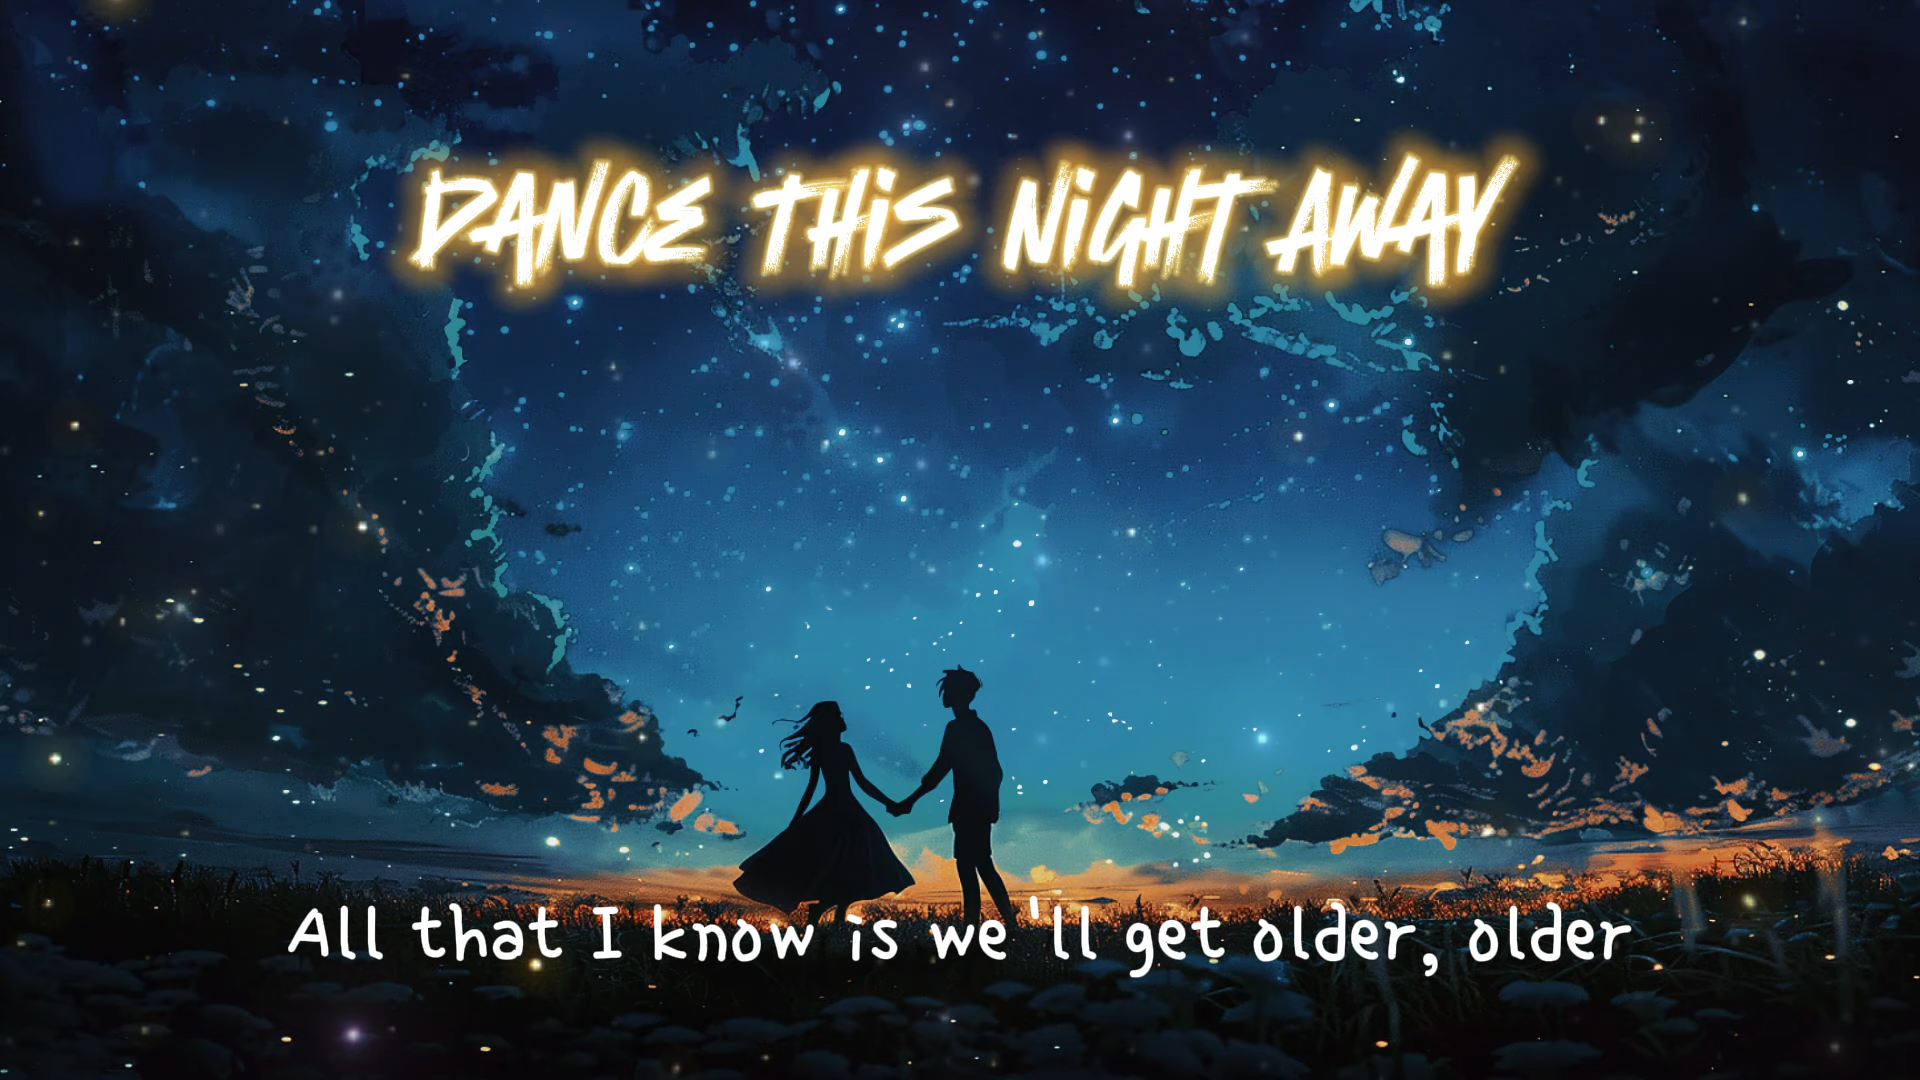 DANCE THiS NiGHT AWAY
All that I know is we'll get older, older